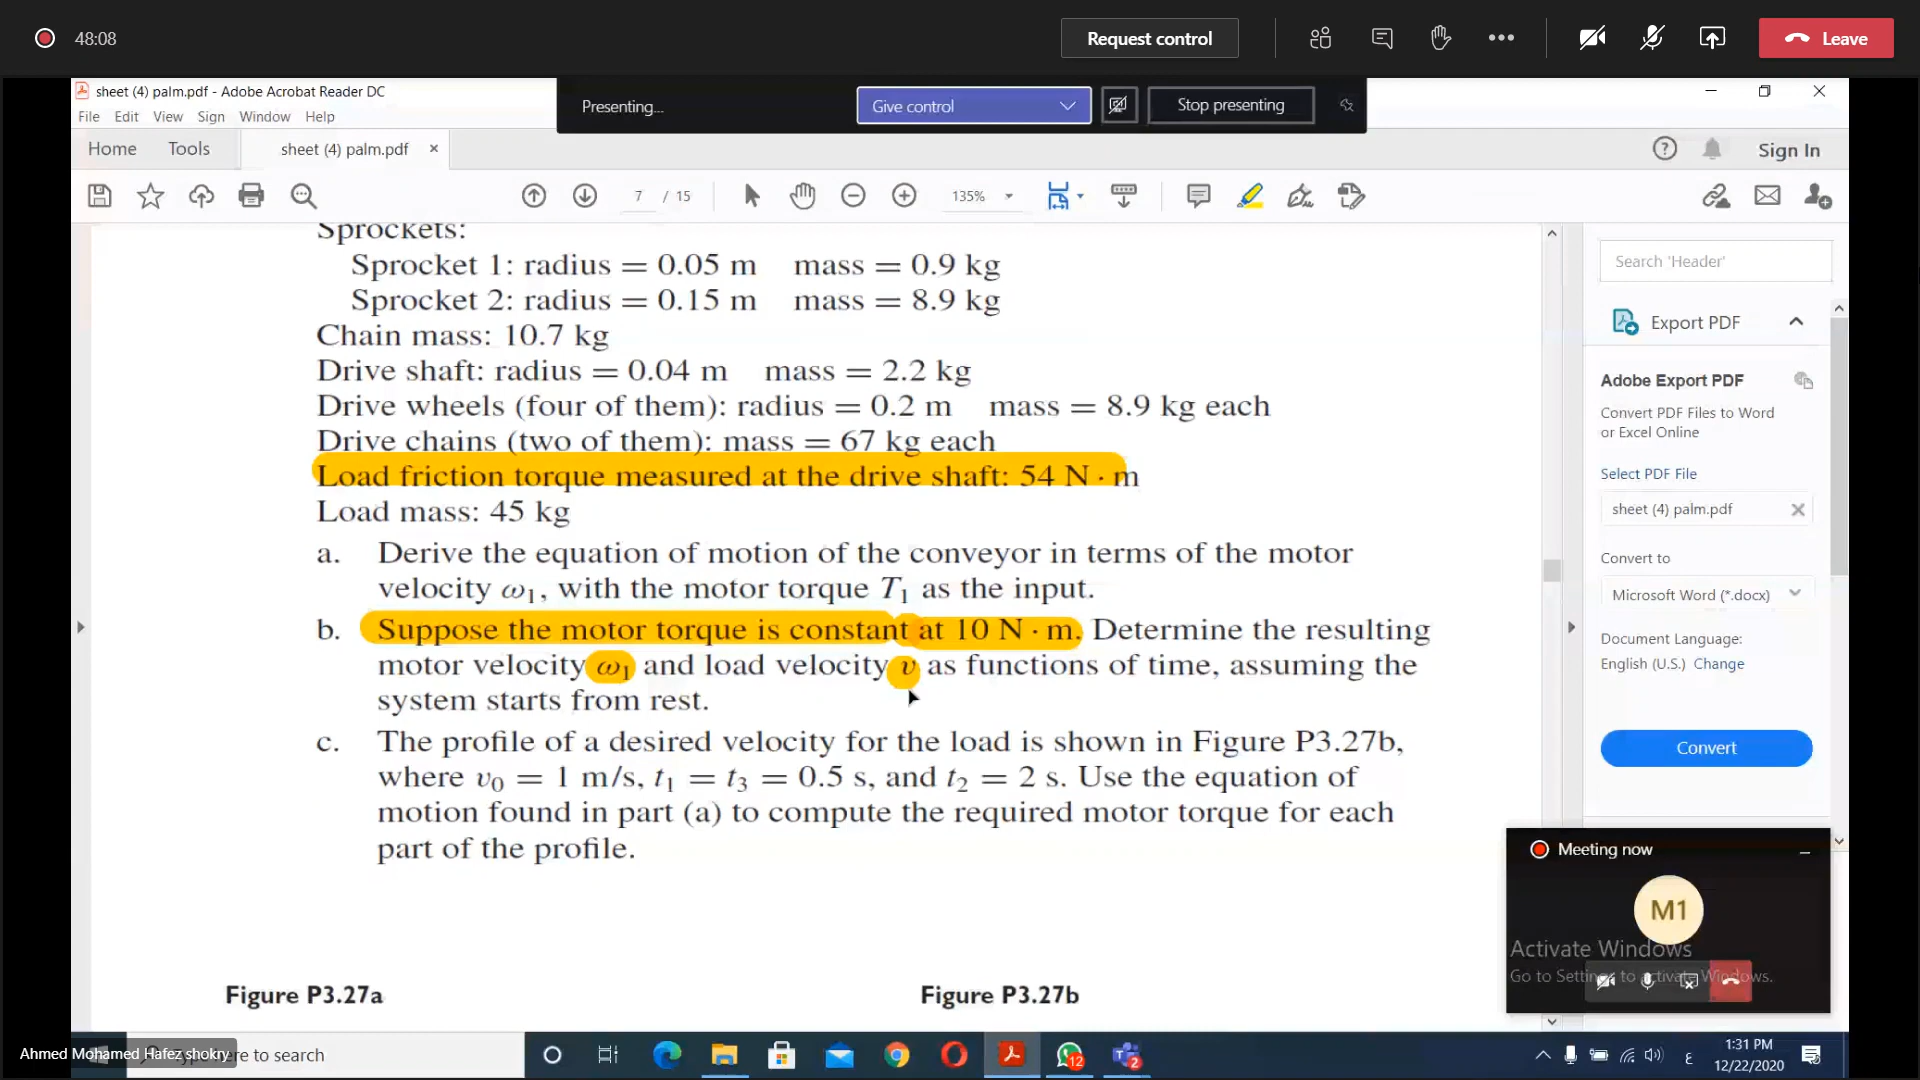 48:08
Request control
Leave
sheet (4) palm.pdf - Adobe Acrobat Reader DC
Presenting...
Give control
Stop presenting
File Edit View Sign Window Help
Home Tools sheet (4) palm.pdf × Sign In
7 / 15 135%
Sprockets:
Sprocket 1: radius = 0.05 m mass = 0.9 kg
Sprocket 2: radius = 0.15 m mass = 8.9 kg
Chain mass: 10.7 kg
Drive shaft: radius = 0.04 m mass = 2.2 kg
Drive wheels (four of them): radius = 0.2 m mass = 8.9 kg each
Drive chains (two of them): mass = 67 kg each
Load friction torque measured at the drive shaft: 54 N · m
Load mass: 45 kg
a. Derive the equation of motion of the conveyor in terms of the motor
velocity ω₁, with the motor torque T₁ as the input.
b. Suppose the motor torque is constant at 10 N · m. Determine the resulting
motor velocity ω₁ and load velocity v as functions of time, assuming the
system starts from rest.
c. The profile of a desired velocity for the load is shown in Figure P3.27b,
where v₀ = 1 m/s, t₁ = t₃ = 0.5 s, and t₂ = 2 s. Use the equation of
motion found in part (a) to compute the required motor torque for each
part of the profile.
Figure P3.27a
Figure P3.27b
Search 'Header'
Export PDF
Adobe Export PDF
Convert PDF Files to Word
or Excel Online
Select PDF File
sheet (4) palm.pdf
Convert to
Microsoft Word (*.docx)
Document Language:
English (U.S.) Change
Convert
Meeting now
M1
Activate Windows
Go to Settings to activate Windows.
Ahmed Mohamed Hafez shokry
here to search
12
2
ع
1:31 PM
12/22/2020